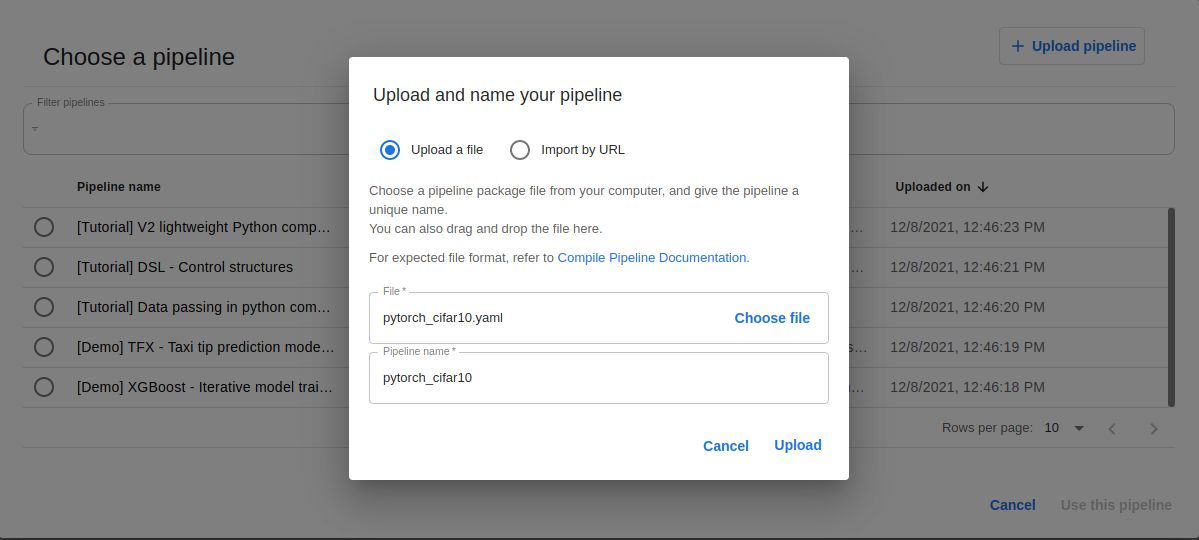 Choose a pipeline
+ Upload pipeline
Filter pipelines
Pipeline name
Uploaded on
[Tutorial] V2 lightweight Python comp…
… 12/8/2021, 12:46:23 PM
[Tutorial] DSL - Control structures
… 12/8/2021, 12:46:21 PM
[Tutorial] Data passing in python com…
12/8/2021, 12:46:20 PM
[Demo] TFX - Taxi tip prediction mode…
s… 12/8/2021, 12:46:19 PM
[Demo] XGBoost - Iterative model trai…
… 12/8/2021, 12:46:18 PM
Rows per page: 10
Cancel
Use this pipeline
Upload and name your pipeline
Upload a file
Import by URL
Choose a pipeline package file from your computer, and give the pipeline a
unique name.
You can also drag and drop the file here.
For expected file format, refer to Compile Pipeline Documentation.
File *
pytorch_cifar10.yaml
Choose file
Pipeline name *
pytorch_cifar10
Cancel
Upload